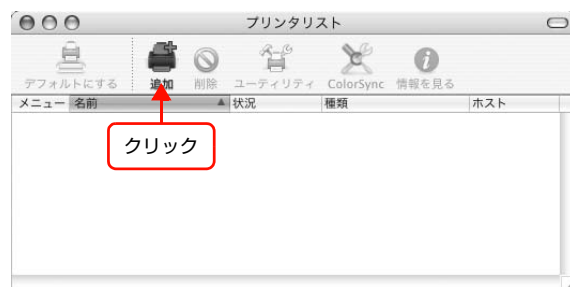 プリンタリスト
デフォルトにする 追加 削除 ユーティリティ ColorSync 情報を見る
メニュー 名前 状況 種類 ホスト
クリック